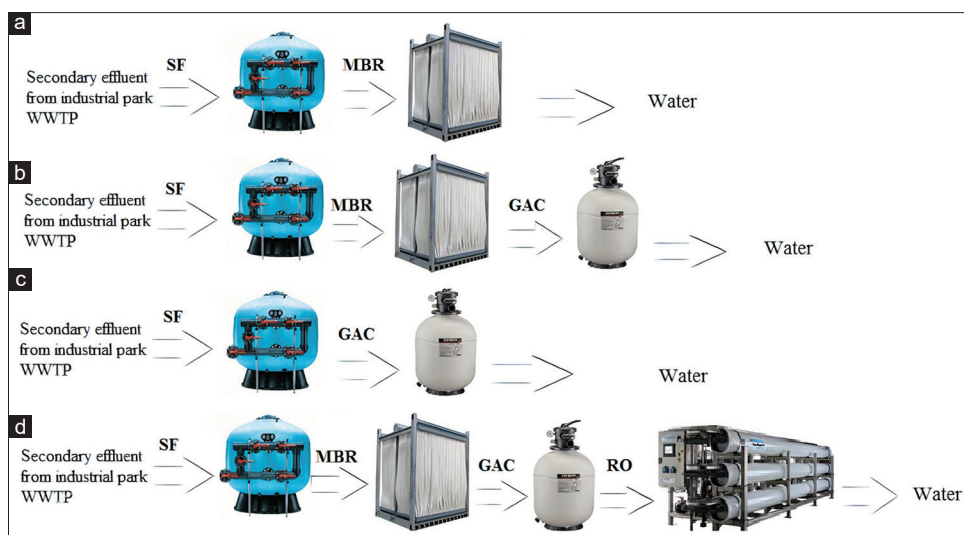 a
Secondary effluent
from industrial park
WWTP
SF
MBR
Water
b
Secondary effluent
from industrial park
WWTP
SF
MBR
GAC
Water
c
Secondary effluent
from industrial park
WWTP
SF
GAC
Water
d
Secondary effluent
from industrial park
WWTP
SF
MBR
GAC
RO
Water